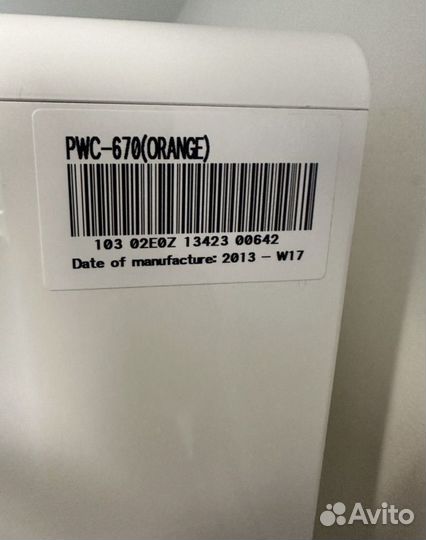 PWC-670(ORANGE)
103 02E0Z 13423 00642
Date of manufacture: 2013 - W17
Avito